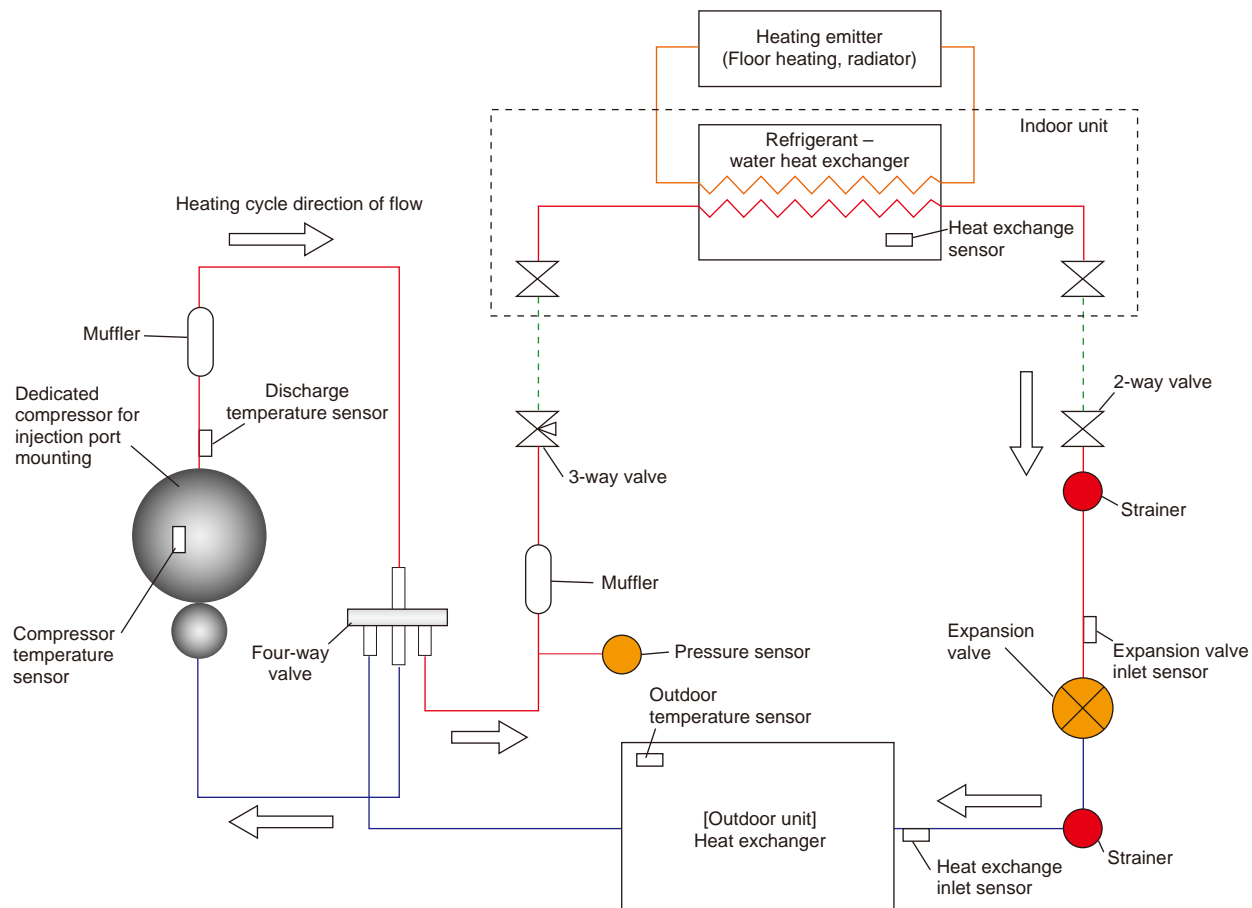 Heating emitter
(Floor heating, radiator)
Indoor unit
Refrigerant –
water heat exchanger
Heat exchange
sensor
Heating cycle direction of flow
Muffler
Discharge
temperature sensor
Dedicated
compressor for
injection port
mounting
2-way valve
3-way valve
Strainer
Muffler
Compressor
temperature
sensor
Four-way
valve
Pressure sensor
Expansion
valve
Expansion valve
inlet sensor
Outdoor
temperature sensor
[Outdoor unit]
Heat exchanger
Heat exchange
inlet sensor
Strainer